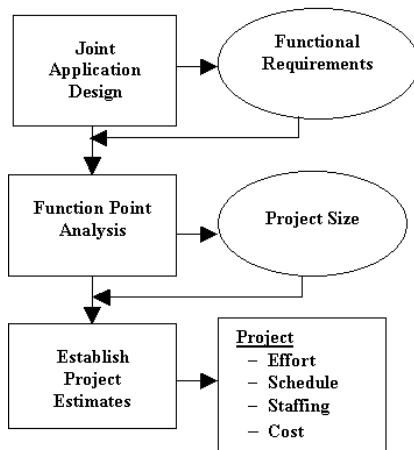 Joint
Application
Design
Functional
Requirements
Function Point
Analysis
Project Size
Establish
Project
Estimates
Project
– Effort
– Schedule
– Staffing
– Cost